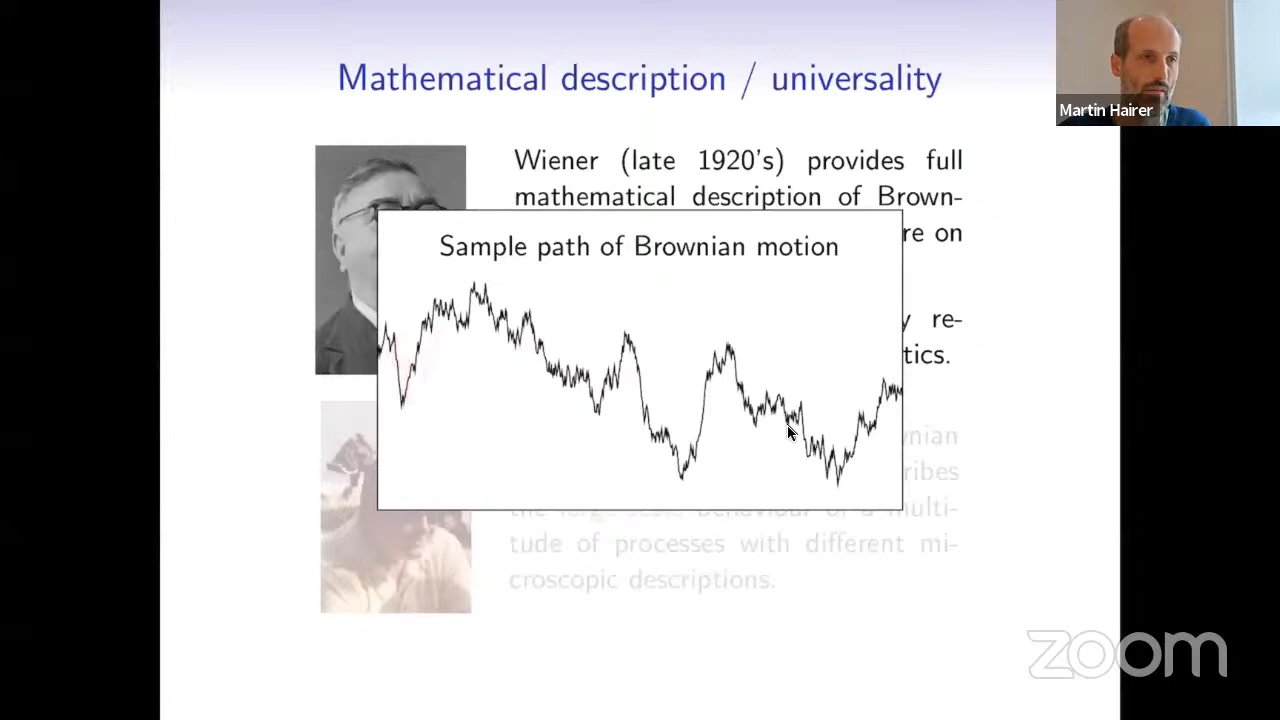 Mathematical description / universality
Martin Hairer
Wiener (late 1920's) provides full
mathematical description of Brown-
re on
Sample path of Brownian motion
re-
tics.
nian
ribes
multi-
tude of processes with different mi-
croscopic descriptions.
zoom